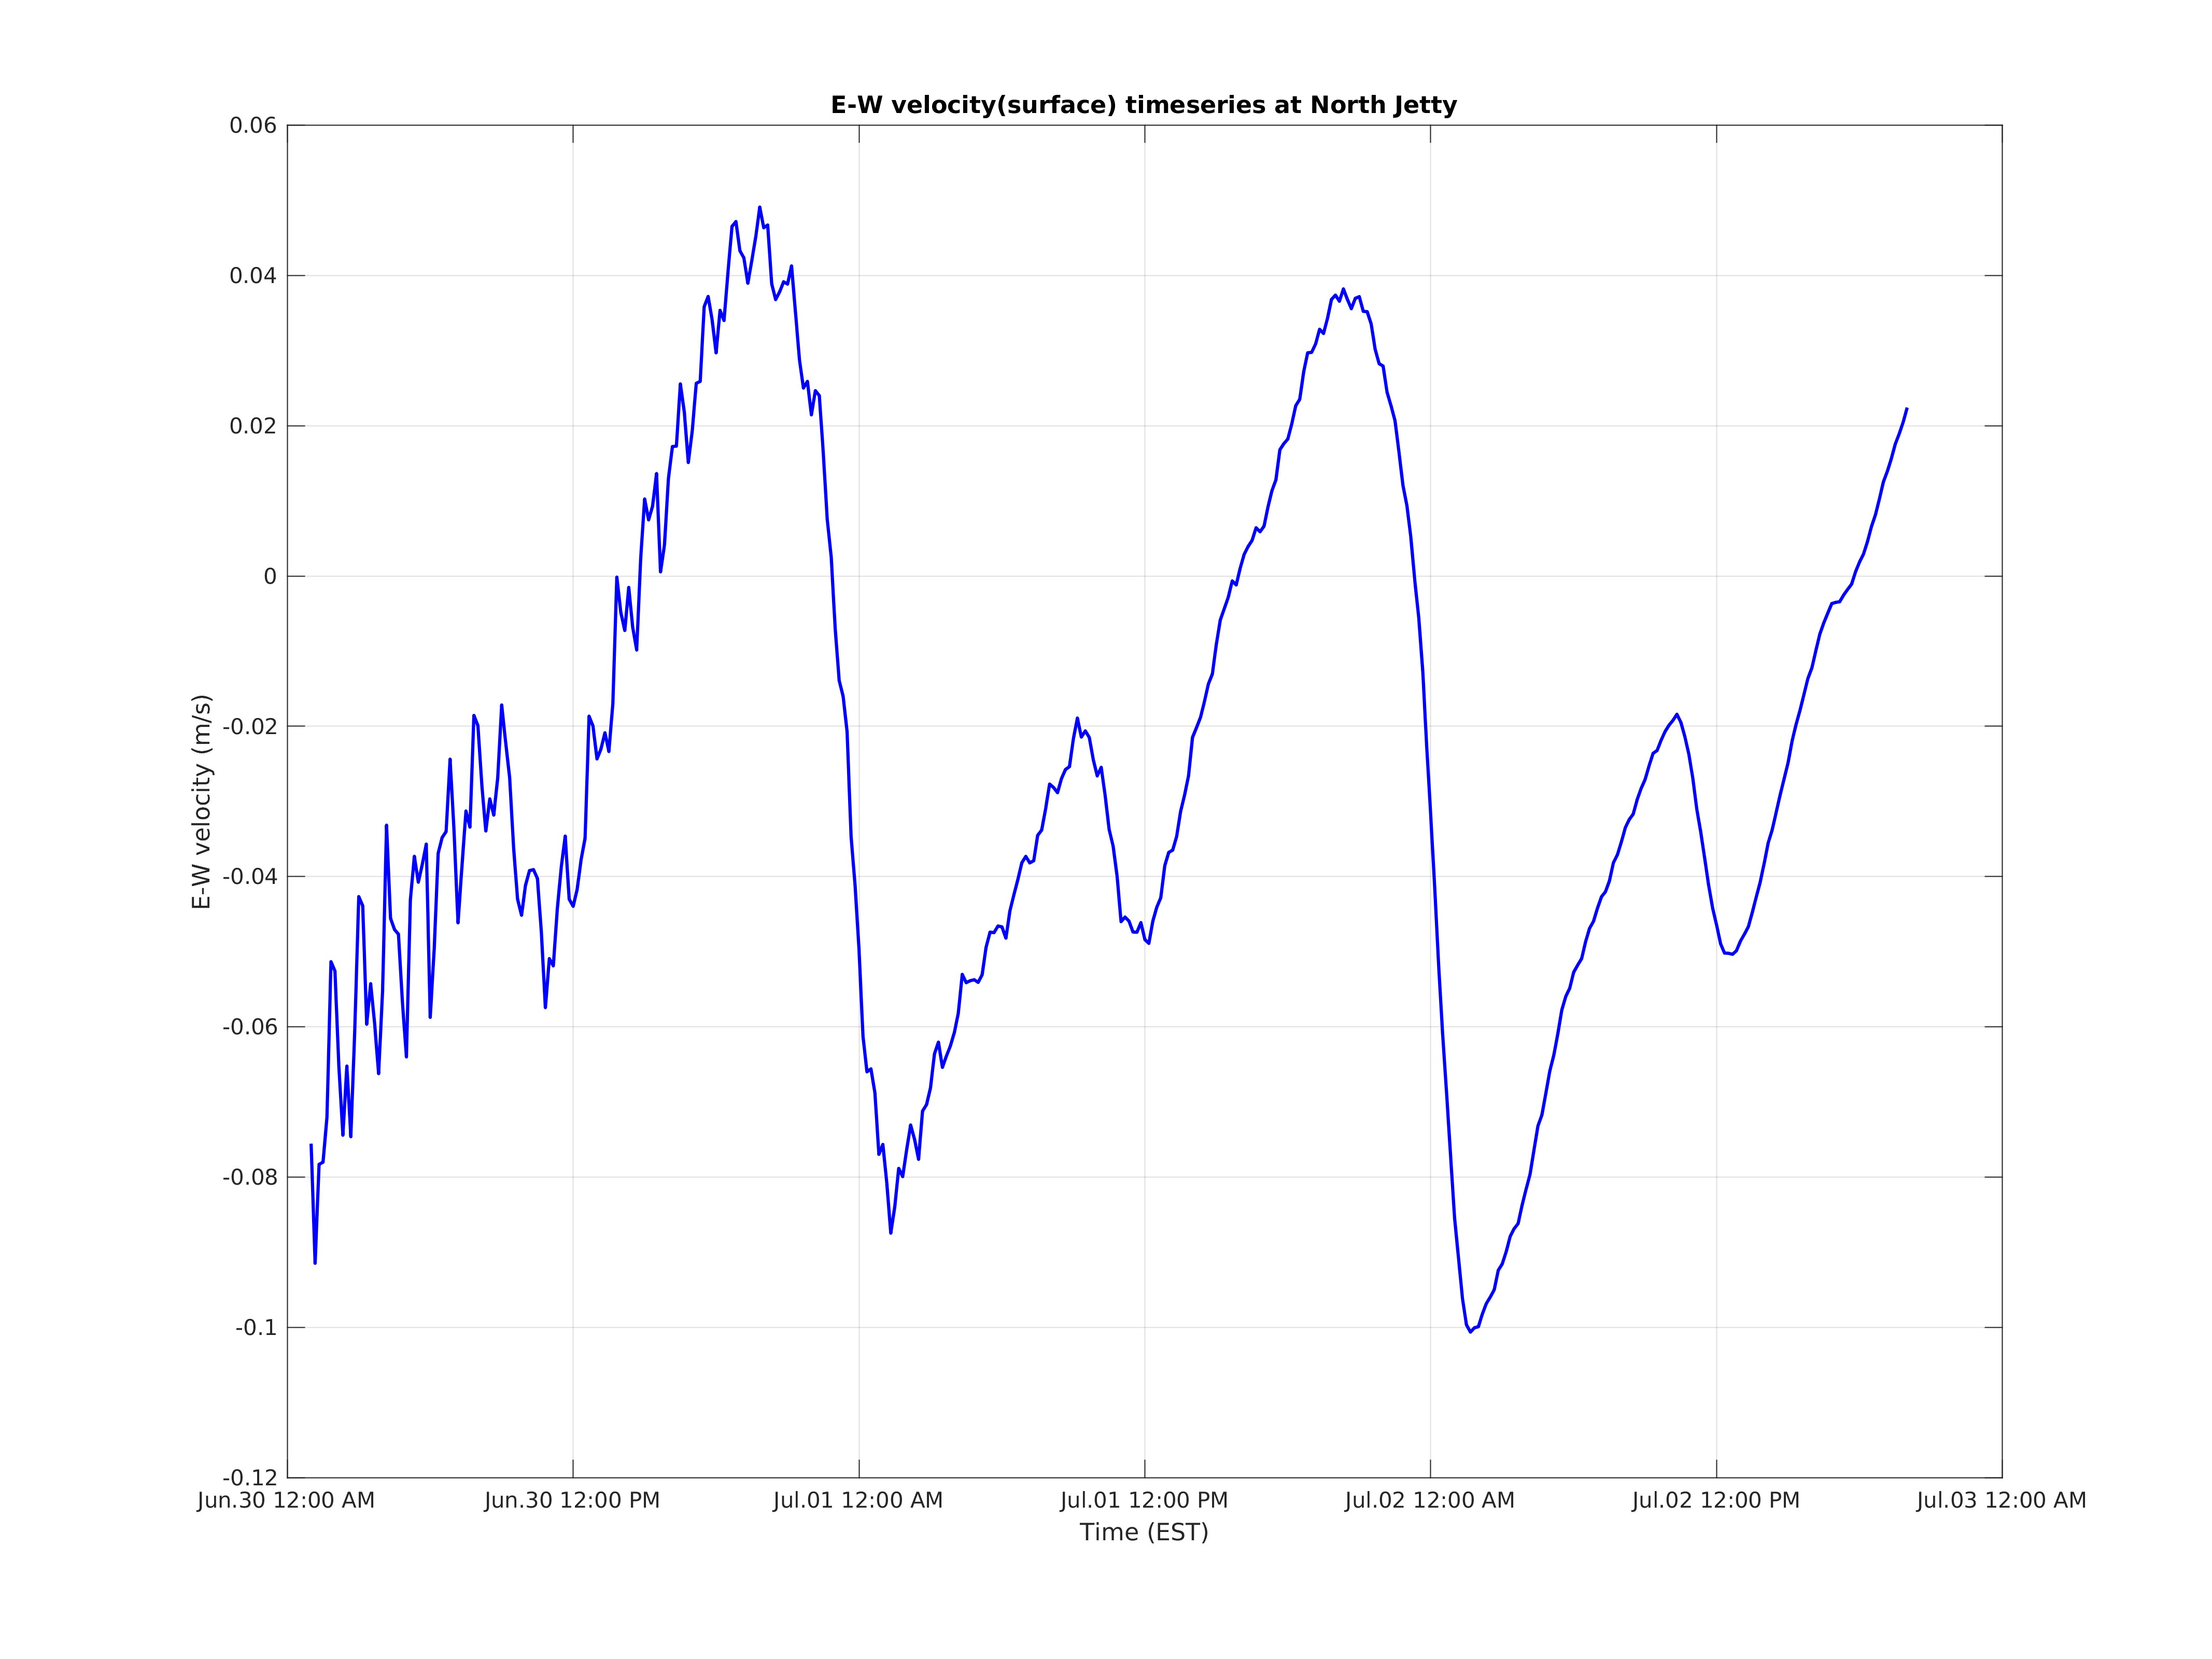 E-W velocity(surface) timeseries at North Jetty
0.06
0.04
0.02
0
-0.02
-0.04
-0.06
-0.08
-0.1
-0.12
E-W velocity (m/s)
Jun.30 12:00 AM Jun.30 12:00 PM Jul.01 12:00 AM Jul.01 12:00 PM Jul.02 12:00 AM Jul.02 12:00 PM Jul.03 12:00 AM
Time (EST)